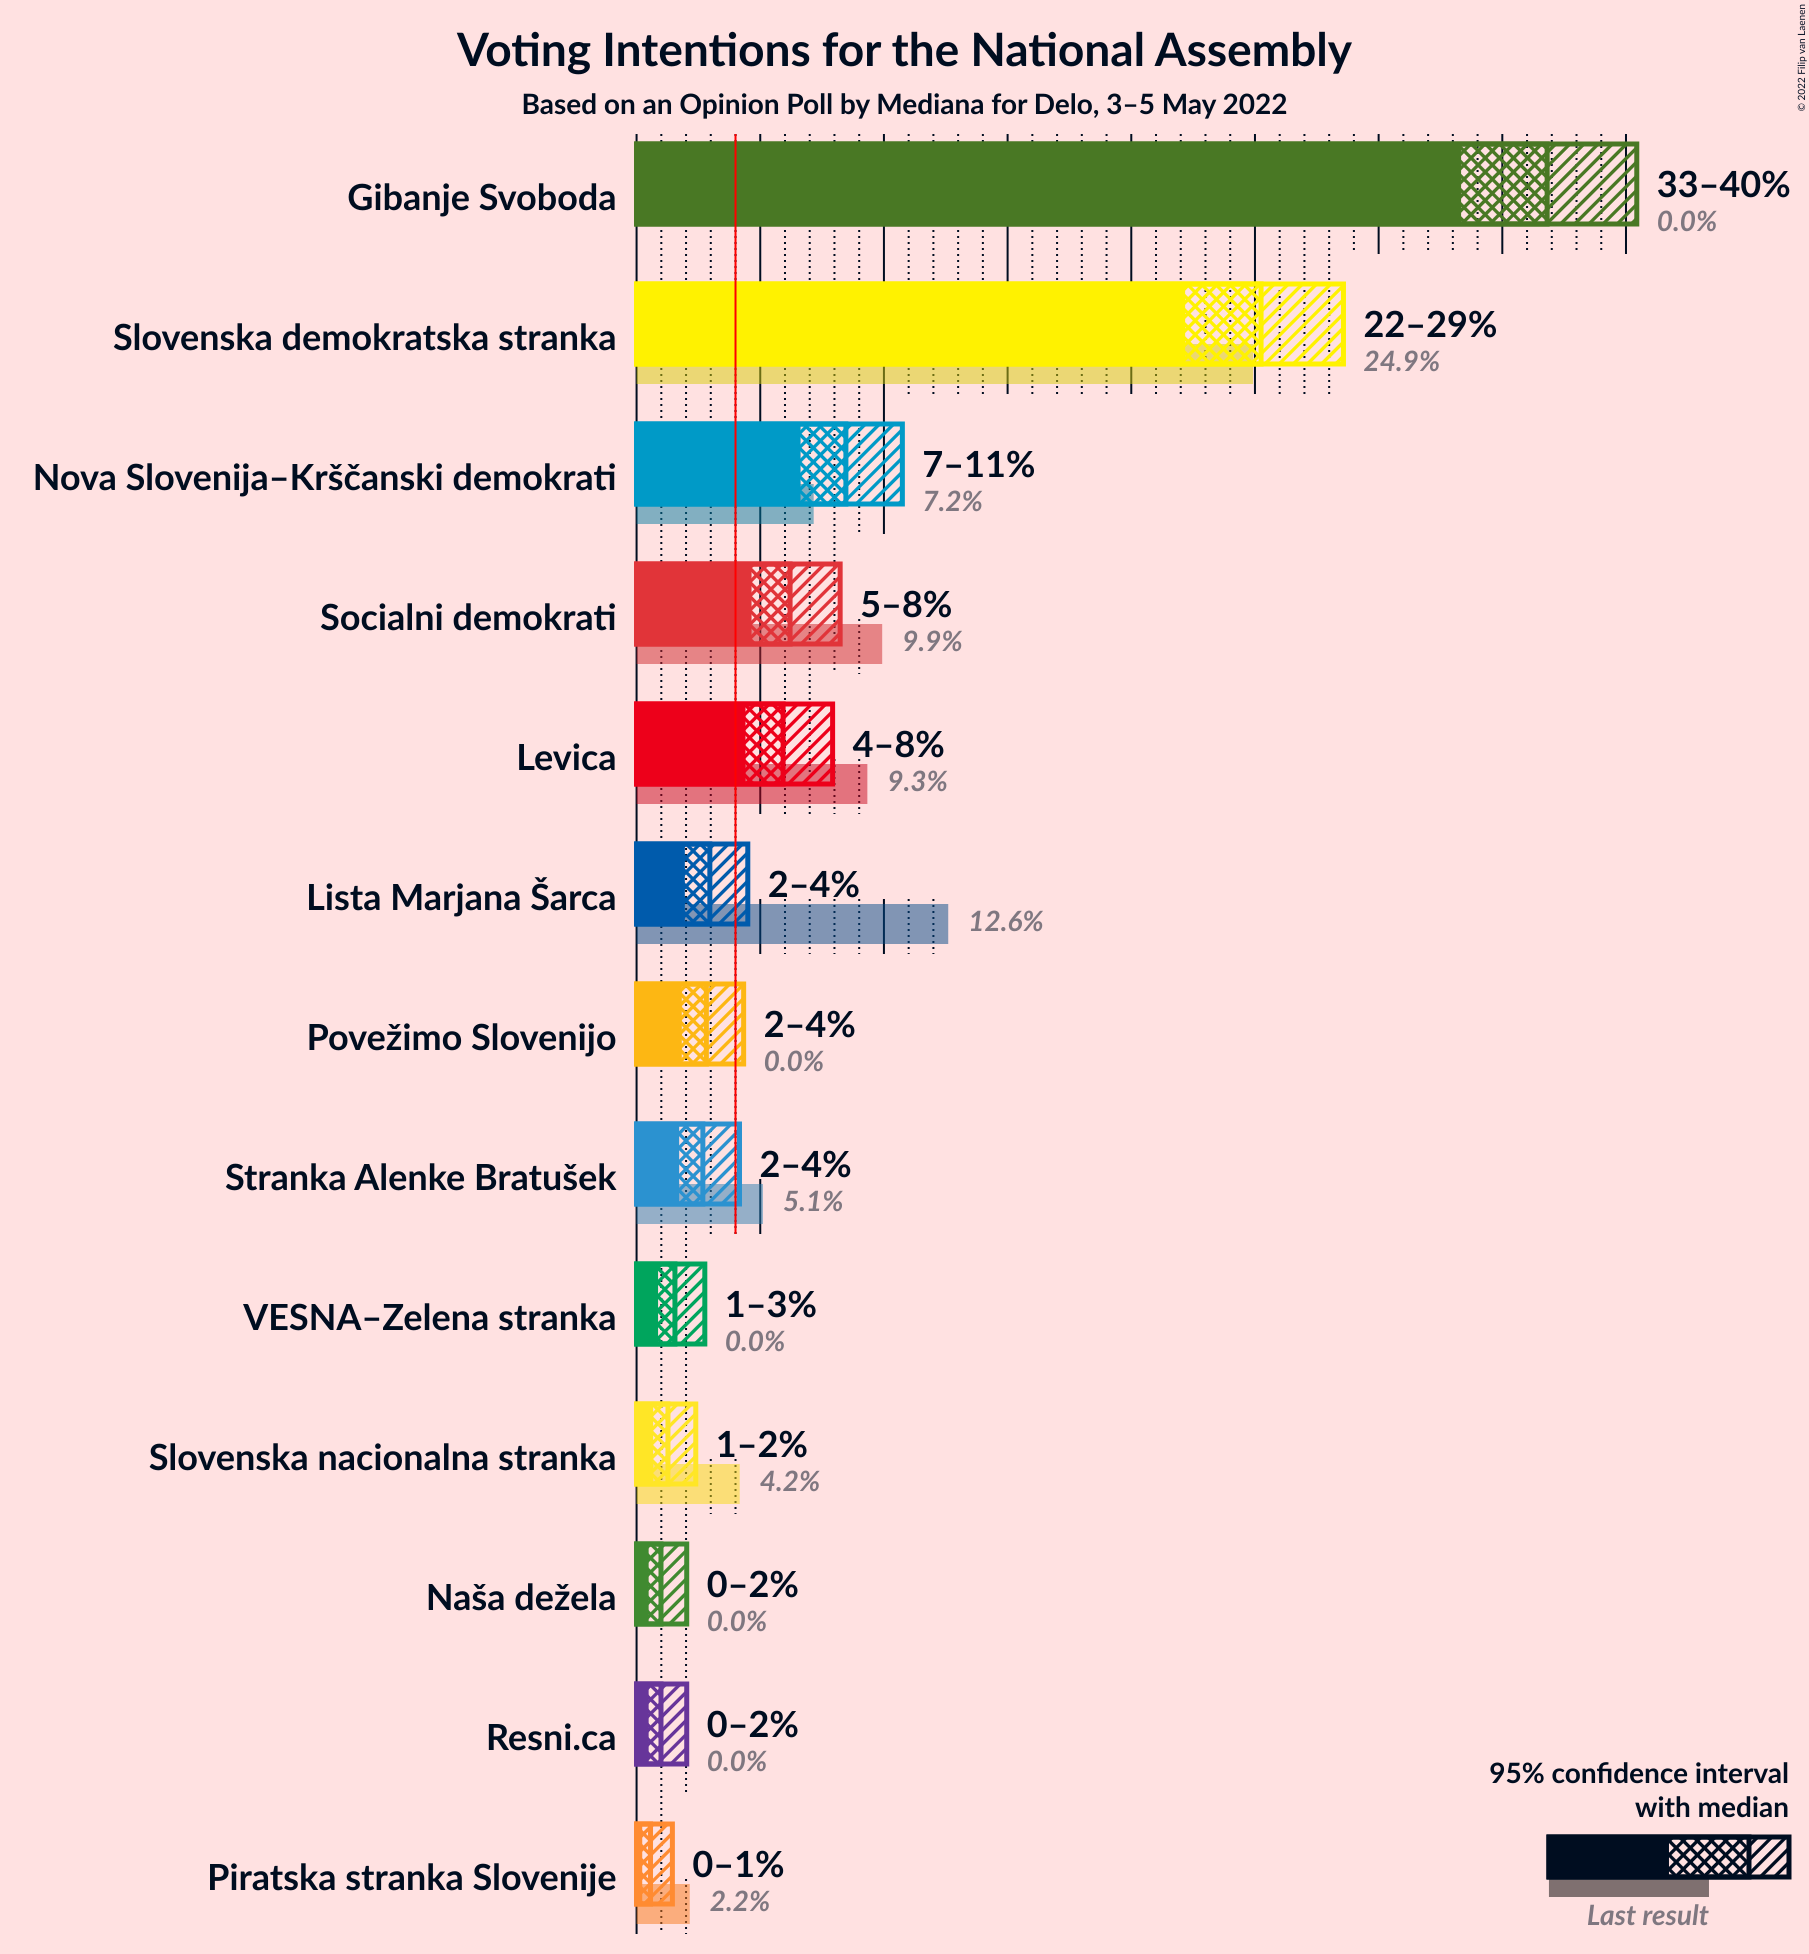 Voting Intentions for the National Assembly
Based on an Opinion Poll by Mediana for Delo, 3–5 May 2022
© 2022 Filip van Laenen
Gibanje Svoboda
33–40%
0.0%
Slovenska demokratska stranka
22–29%
24.9%
Nova Slovenija–Krščanski demokrati
7–11%
7.2%
Socialni demokrati
5–8%
9.9%
Levica
4–8%
9.3%
Lista Marjana Šarca
2–4%
12.6%
Povežimo Slovenijo
2–4%
0.0%
Stranka Alenke Bratušek
2–4%
5.1%
VESNA–Zelena stranka
1–3%
0.0%
Slovenska nacionalna stranka
1–2%
4.2%
Naša dežela
0–2%
0.0%
Resni.ca
0–2%
0.0%
Piratska stranka Slovenije
0–1%
2.2%
95% confidence interval
with median
Last result